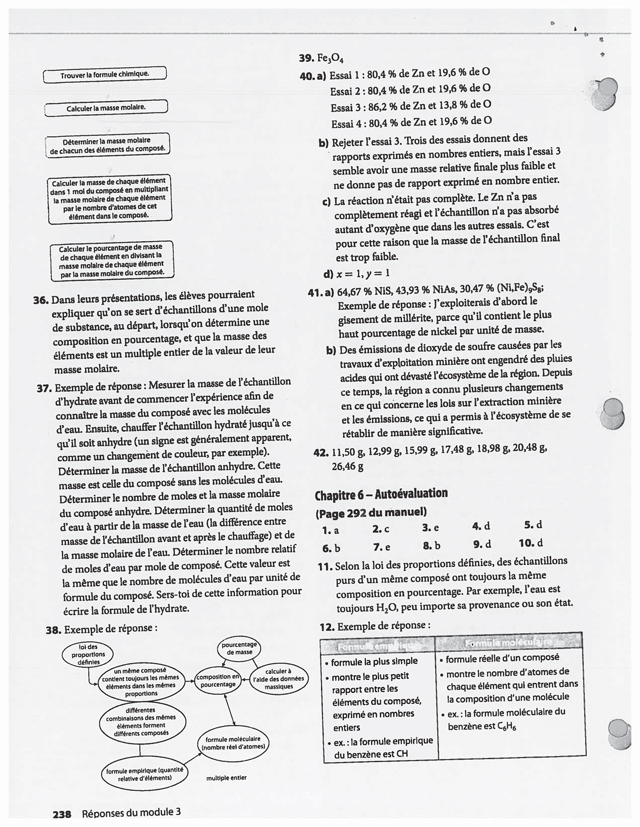 Trouver la formule chimique.
Calculer la masse molaire.
Déterminer la masse molaire
de chacun des éléments du composé.
Calculer la masse de chaque élément
dans 1 mol du composé en multipliant
la masse molaire de chaque élément
par le nombre d'atomes de cet
élément dans le composé.
Calculer le pourcentage de masse
de chaque élément en divisant la
masse molaire de chaque élément
par la masse molaire du composé.
36. Dans leurs présentations, les élèves pourraient
expliquer qu'on se sert d'échantillons d'une mole
de substance, au départ, lorsqu'on détermine une
composition en pourcentage, et que la masse des
éléments est un multiple entier de la valeur de leur
masse molaire.
37. Exemple de réponse : Mesurer la masse de l'échantillon
d'hydrate avant de commencer l'expérience afin de
connaître la masse du composé avec les molécules
d'eau. Ensuite, chauffer l'échantillon hydraté jusqu'à ce
qu'il soit anhydre (un signe est généralement apparent,
comme un changement de couleur, par exemple).
Déterminer la masse de l'échantillon anhydre. Cette
masse est celle du composé sans les molécules d'eau.
Déterminer le nombre de moles et la masse molaire
du composé anhydre. Déterminer la quantité de moles
d'eau à partir de la masse de l'eau (la différence entre
masse de l'échantillon avant et après le chauffage) et de
la masse molaire de l'eau. Déterminer le nombre relatif
de moles d'eau par mole de composé. Cette valeur est
la même que le nombre de molécules d'eau par unité de
formule du composé. Sers-toi de cette information pour
écrire la formule de l'hydrate.
38. Exemple de réponse :
loi des
proportions
définies
pourcentage
de masse
un même composé
contient toujours les mêmes
éléments dans les mêmes
proportions
composition en
pourcentage
calculer à
l'aide des données
massiques
différentes
combinaisons des mêmes
éléments forment
différents composés
formule moléculaire
(nombre réel d'atomes)
formule empirique (quantité
relative d'éléments)
multiple entier
238 Réponses du module 3
39. Fe₃O₄
40. a) Essai 1 : 80,4 % de Zn et 19,6 % de O
Essai 2 : 80,4 % de Zn et 19,6 % de O
Essai 3 : 86,2 % de Zn et 13,8 % de O
Essai 4 : 80,4 % de Zn et 19,6 % de O
b) Rejeter l'essai 3. Trois des essais donnent des
rapports exprimés en nombres entiers, mais l'essai 3
semble avoir une masse relative finale plus faible et
ne donne pas de rapport exprimé en nombre entier.
c) La réaction n'était pas complète. Le Zn n'a pas
complètement réagi et l'échantillon n'a pas absorbé
autant d'oxygène que dans les autres essais. C'est
pour cette raison que la masse de l'échantillon final
est trop faible.
d) x = 1, y = 1
41. a) 64,67 % NiS, 43,93 % NiAs, 30,47 % (Ni,Fe)₉S₈;
Exemple de réponse : J'exploiterais d'abord le
gisement de millérite, parce qu'il contient le plus
haut pourcentage de nickel par unité de masse.
b) Des émissions de dioxyde de soufre causées par les
travaux d'exploitation minière ont engendré des pluies
acides qui ont dévasté l'écosystème de la région. Depuis
ce temps, la région a connu plusieurs changements
en ce qui concerne les lois sur l'extraction minière
et les émissions, ce qui a permis à l'écosystème de se
rétablir de manière significative.
42. 11,50 g, 12,99 g, 15,99 g, 17,48 g, 18,98 g, 20,48 g,
26,46 g
Chapitre 6 – Autoévaluation
(Page 292 du manuel)
1. a 2. c 3. e 4. d 5. d
6. b 7. e 8. b 9. d 10. d
11. Selon la loi des proportions définies, des échantillons
purs d'un même composé ont toujours la même
composition en pourcentage. Par exemple, l'eau est
toujours H₂O, peu importe sa provenance ou son état.
12. Exemple de réponse :
Formule empirique
• formule la plus simple
• montre le plus petit
rapport entre les
éléments du composé,
exprimé en nombres
entiers
• ex. : la formule empirique
du benzène est CH
Formule moléculaire
• formule réelle d'un composé
• montre le nombre d'atomes de
chaque élément qui entrent dans
la composition d'une molécule
• ex. : la formule moléculaire du
benzène est C₆H₆